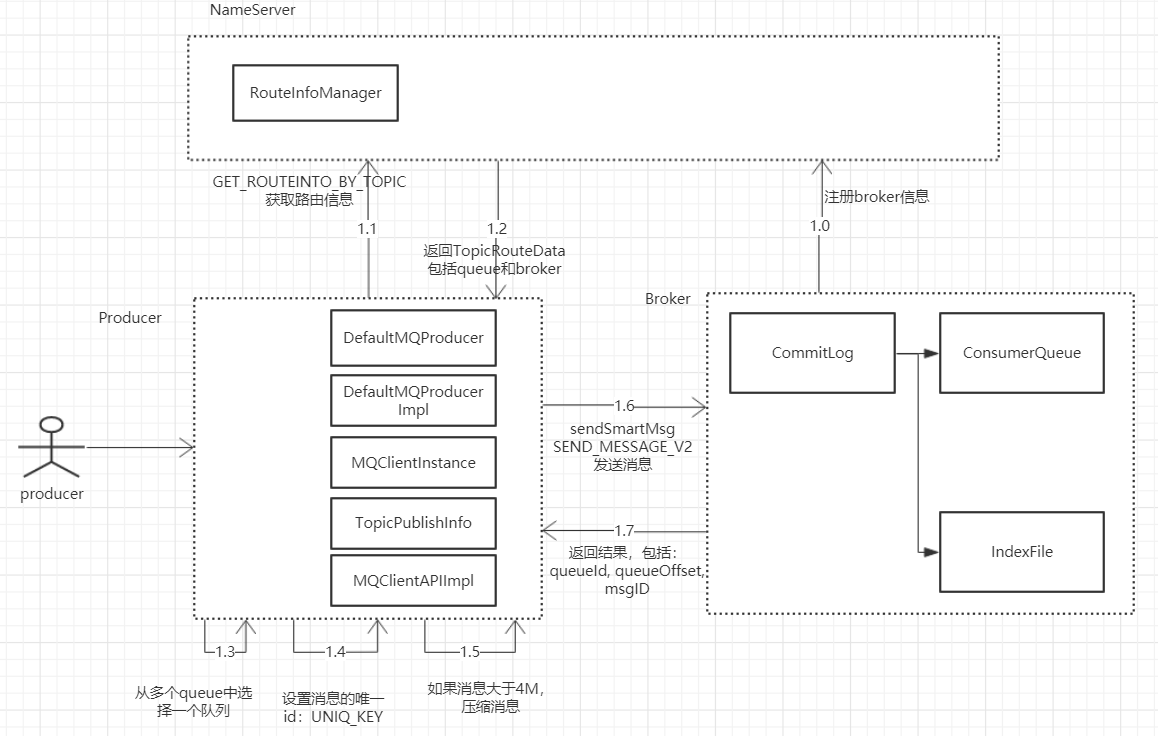 NameServer
RouteInfoManager
GET_ROUTEINTO_BY_TOPIC
获取路由信息
1.1
1.2
返回TopicRouteData
包括queue和broker
注册broker信息
1.0
Producer
Broker
DefaultMQProducer
DefaultMQProducer
Impl
MQClientInstance
TopicPublishInfo
MQClientAPIImpl
CommitLog
ConsumerQueue
IndexFile
1.6
sendSmartMsg
SEND_MESSAGE_V2
发送消息
1.7
返回结果，包括：
queueId, queueOffset,
msgID
producer
1.3
1.4
1.5
从多个queue中选
择一个队列
设置消息的唯一
id：UNIQ_KEY
如果消息大于4M，
压缩消息